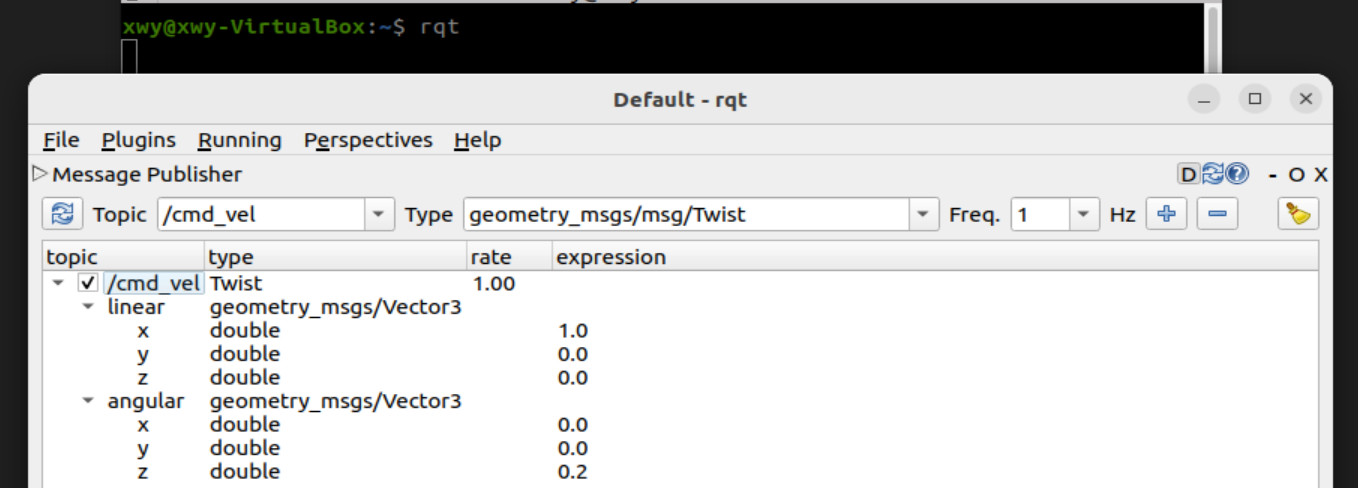 xwy@xwy-VirtualBox:~$ rqt
Default - rqt
File Plugins Running Perspectives Help
Message Publisher D - O X
Topic /cmd_vel Type geometry_msgs/msg/Twist Freq. 1 Hz
topic type rate expression
/cmd_vel Twist 1.00
linear geometry_msgs/Vector3
x double 1.0
y double 0.0
z double 0.0
angular geometry_msgs/Vector3
x double 0.0
y double 0.0
z double 0.2